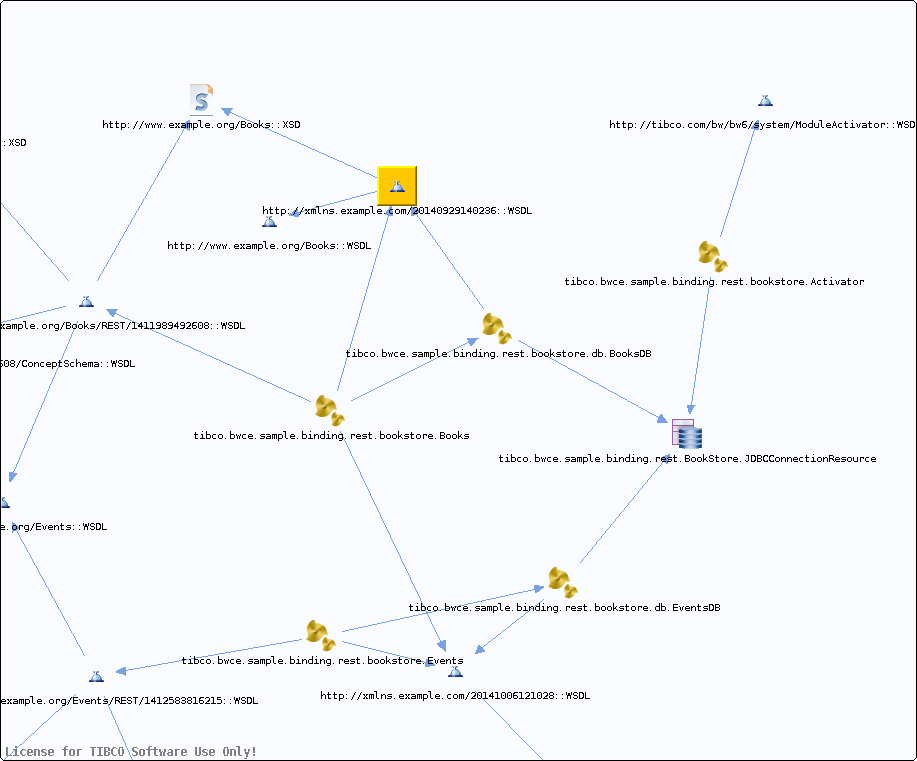 http://www.example.org/Books::XSD
http://tibco.com/bw/bw6/system/ModuleActivator::WSD
::XSD
http://xmlns.example.com/20140929140236::WSDL
http://www.example.org/Books::WSDL
tibco.bwce.sample.binding.rest.bookstore.Activator
xample.org/Books/REST/1411989492608::WSDL
tibco.bwce.sample.binding.rest.bookstore.db.BooksDB
508/ConceptSchema::WSDL
tibco.bwce.sample.binding.rest.bookstore.Books
tibco.bwce.sample.binding.rest.BookStore.JDBCConnectionResource
e.org/Events::WSDL
tibco.bwce.sample.binding.rest.bookstore.db.EventsDB
tibco.bwce.sample.binding.rest.bookstore.Events
http://xmlns.example.com/20141006121028::WSDL
example.org/Events/REST/1412583816215::WSDL
License for TIBCO Software Use Only!